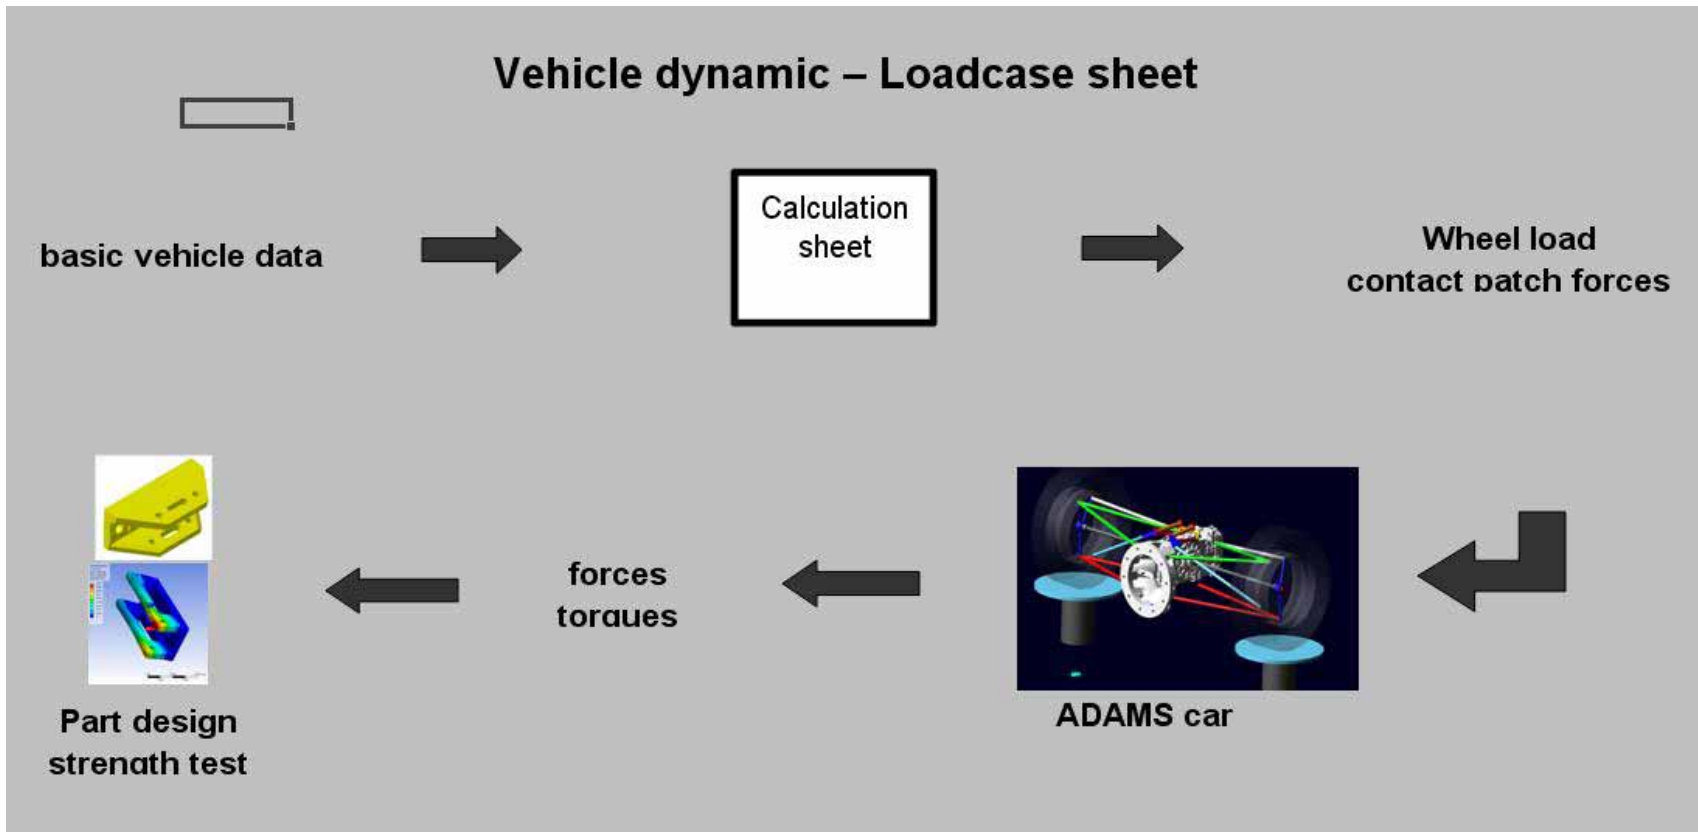 Vehicle dynamic – Loadcase sheet
basic vehicle data
Calculation
sheet
Wheel load
contact patch forces
forces
torques
ADAMS car
Part design
strength test